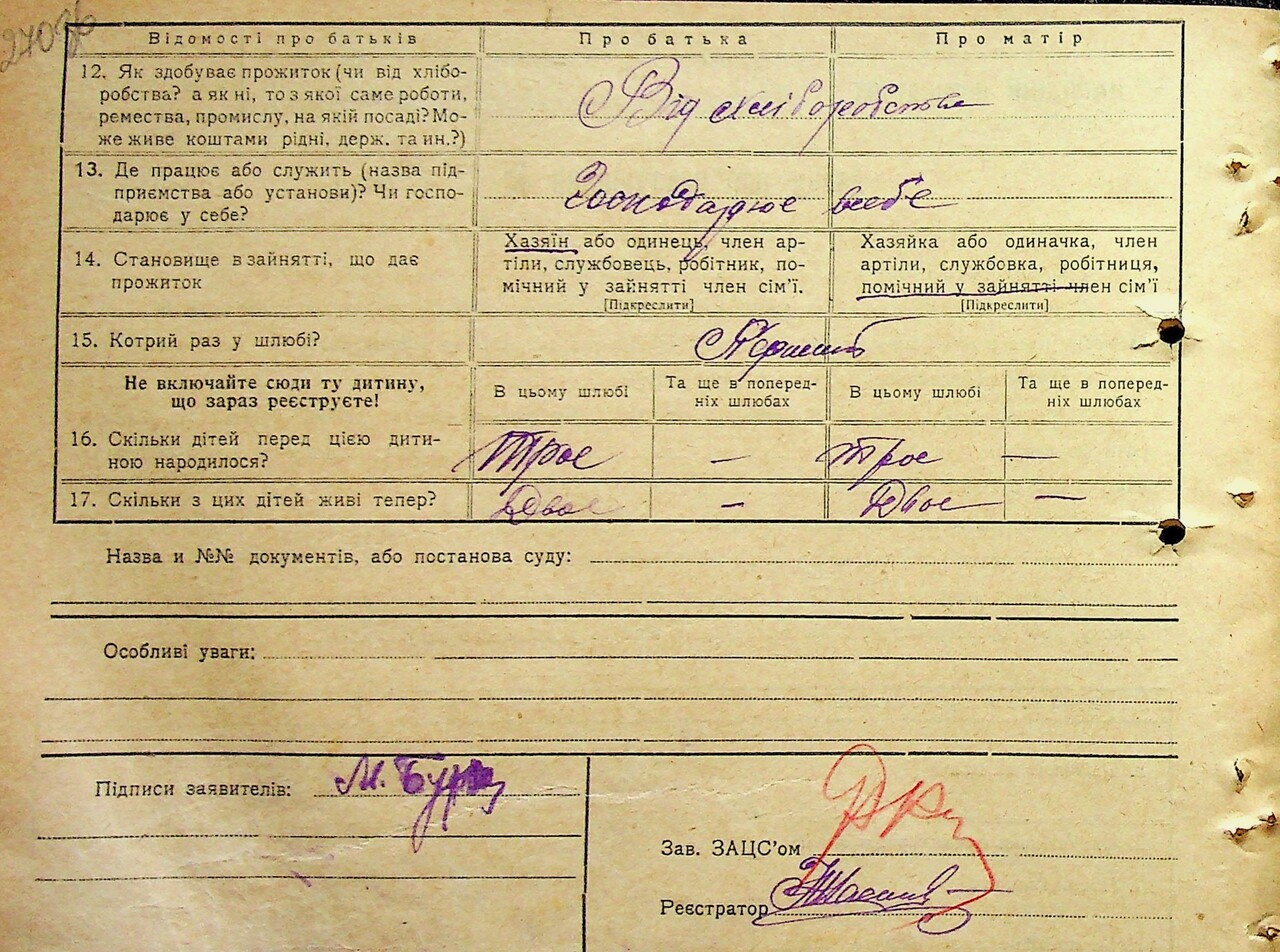 Відомості про батьків Про батька Про матір
12. Як здобуває прожиток (чи від хлібо-
робства? а як ні, то з якої саме роботи,
ремества, промислу, на якій посаді? Мо-
же живе коштами рідні, держ. та ин.?)
Від хліборобства
13. Де працює або служить (назва під-
приємства або установи)? Чи госпо-
дарює у себе?
Господарює всебе
14. Становище в зайнятті, що дає
прожиток
Хазяїн або одинець, член ар-
тіли, службовець, робітник, по-
мічний у зайнятті член сім’ї.
[Підкреслити]
Хазяйка або одиначка, член
артіли, службовка, робітниця,
помічний у зайнятті член сім’ї
[Підкреслити]
15. Котрий раз у шлюбі?
Не включайте сюди ту дитину,
що зараз реєструєте!
В цьому шлюбі
Та ще в поперед-
ніх шлюбах
В цьому шлюбі
Та ще в поперед-
ніх шлюбах
16. Скільки дітей перед цією дити-
ною народилося?
Троє — Троє —
17. Скільки з цих дітей живі тепер?
Двоє — Двоє —
Назва и №№ документів, або постанова суду:
Особливі уваги:
Підписи заявителів: М.
Зав. ЗАЦС’ом
Реєстратор